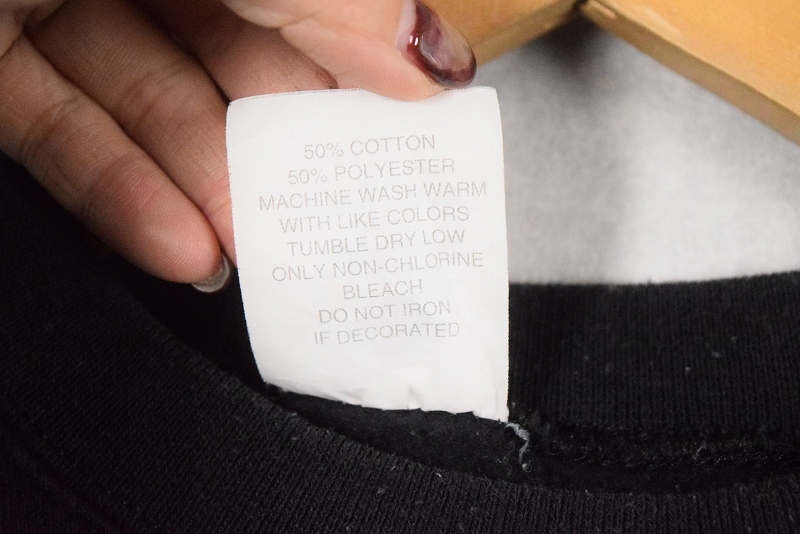 50% COTTON
50% POLYESTER
MACHINE WASH WARM
WITH LIKE COLORS
TUMBLE DRY LOW
ONLY NON-CHLORINE
BLEACH
DO NOT IRON
IF DECORATED